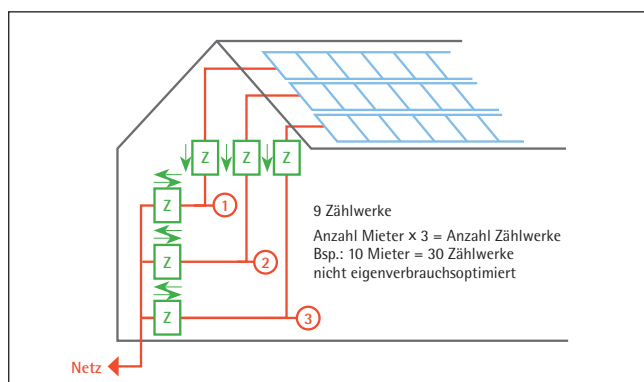 Z Z Z
Z
1
9 Zählwerke
Anzahl Mieter x 3 = Anzahl Zählwerke
Bsp.: 10 Mieter = 30 Zählwerke
nicht eigenverbrauchsoptimiert
Z
2
Z
3
Netz